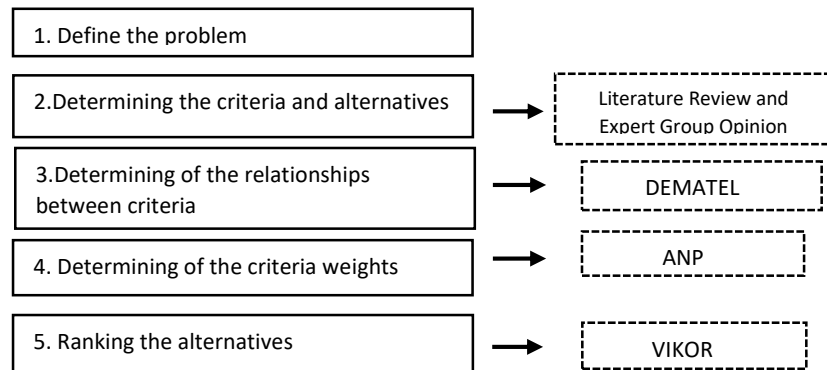 1. Define the problem
2.Determining the criteria and alternatives
Literature Review and
Expert Group Opinion
3.Determining of the relationships
between criteria
DEMATEL
4. Determining of the criteria weights
ANP
5. Ranking the alternatives
VIKOR